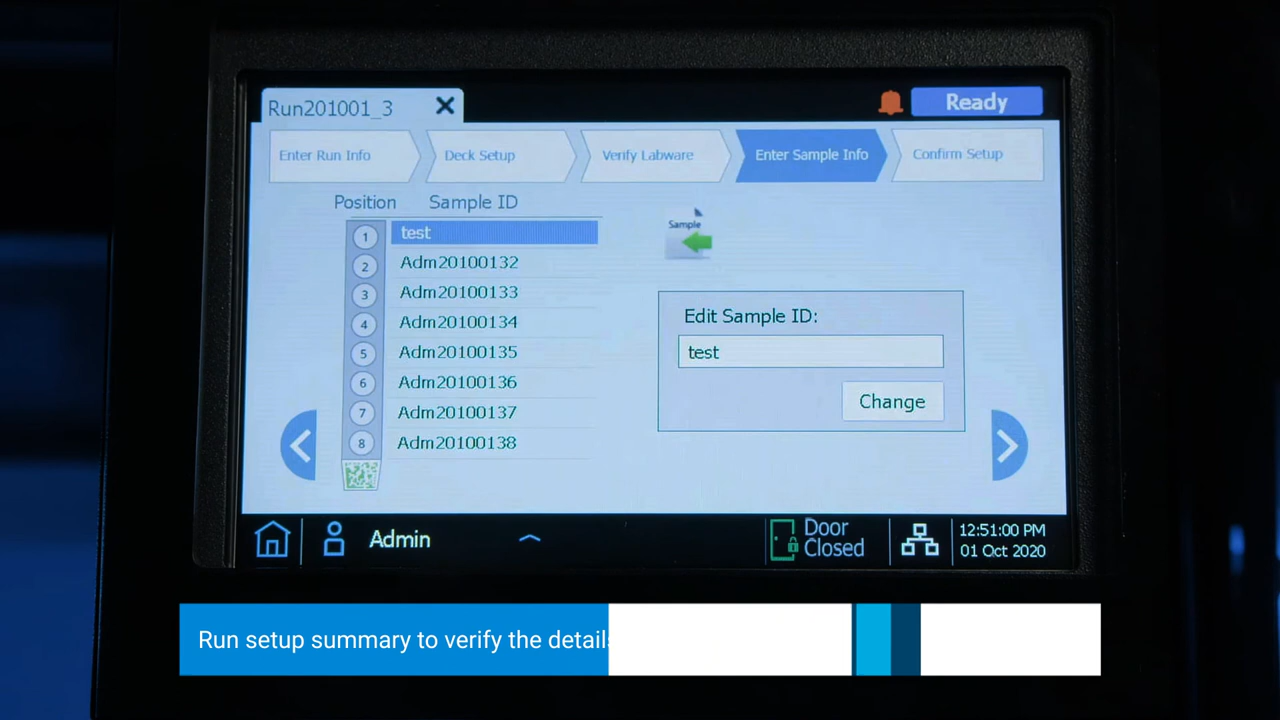 Run201001_3
Ready
Enter Run Info
Deck Setup
Verify Labware
Enter Sample Info
Confirm Setup
Position Sample ID
1 test
2 Adm20100132
3 Adm20100133
4 Adm20100134
5 Adm20100135
6 Adm20100136
7 Adm20100137
8 Adm20100138
Sample
Edit Sample ID:
test
Change
Admin
Door
Closed
12:51:00 PM
01 Oct 2020
Run setup summary to verify the details